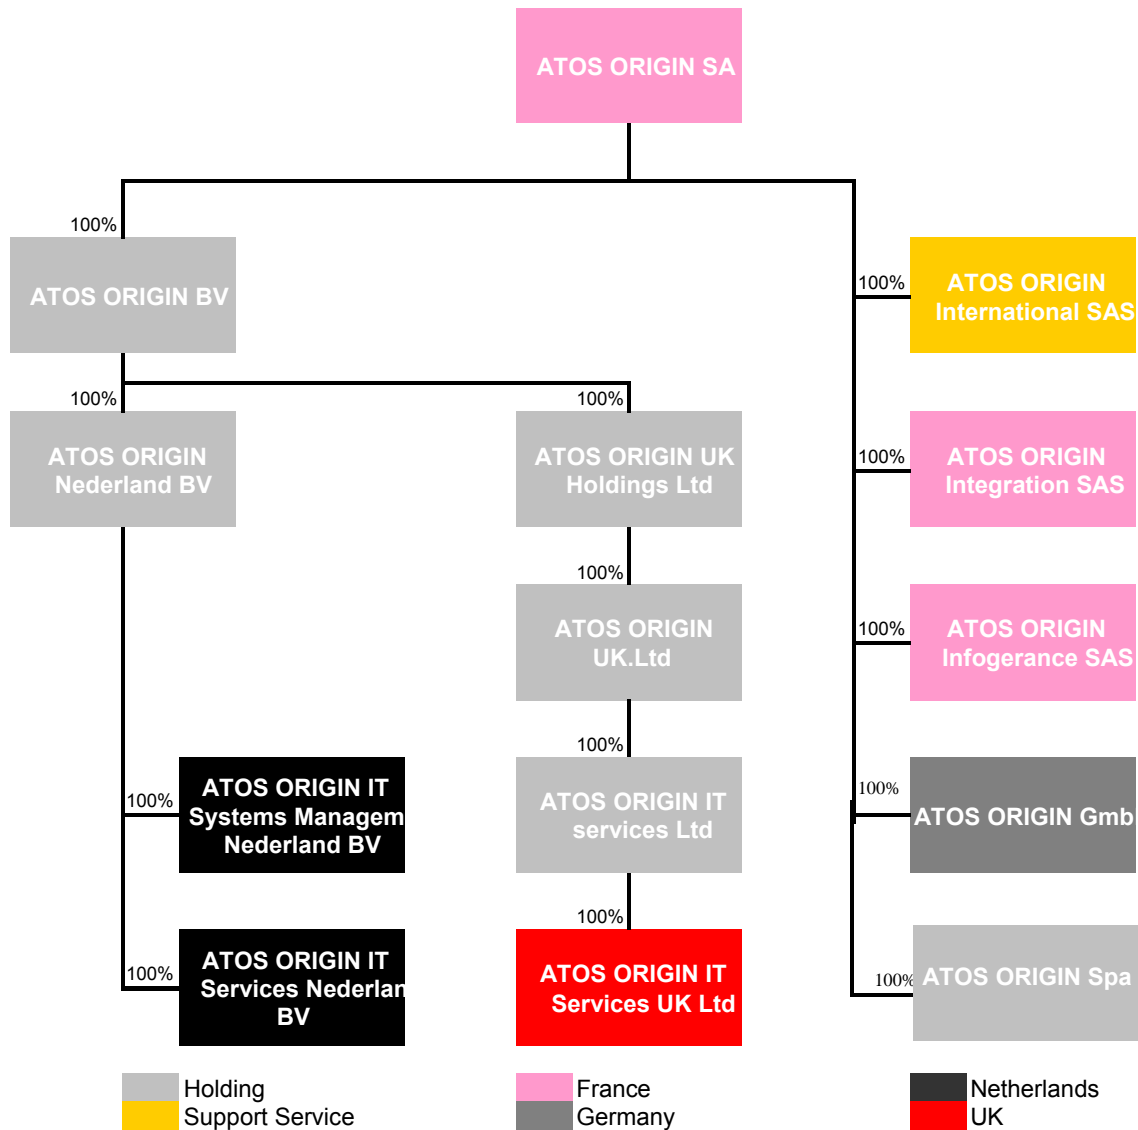 ATOS ORIGIN SA
100%
ATOS ORIGIN BV
100%
ATOS ORIGIN
International SAS
100%
ATOS ORIGIN
Nederland BV
100%
ATOS ORIGIN UK
Holdings Ltd
100%
ATOS ORIGIN
Integration SAS
100%
ATOS ORIGIN
UK.Ltd
100%
ATOS ORIGIN
Infogerance SAS
100%
ATOS ORIGIN IT
Systems Managem
Nederland BV
100%
ATOS ORIGIN IT
services Ltd
100%
ATOS ORIGIN Gmb
100%
ATOS ORIGIN IT
Services Nederlan
BV
100%
ATOS ORIGIN IT
Services UK Ltd
100%
ATOS ORIGIN Spa
Holding
Support Service
France
Germany
Netherlands
UK